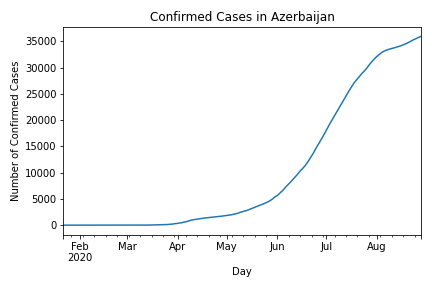 Confirmed Cases in Azerbaijan
Number of Confirmed Cases
35000
30000
25000
20000
15000
10000
5000
0
Feb Mar Apr May Jun Jul Aug
2020
Day